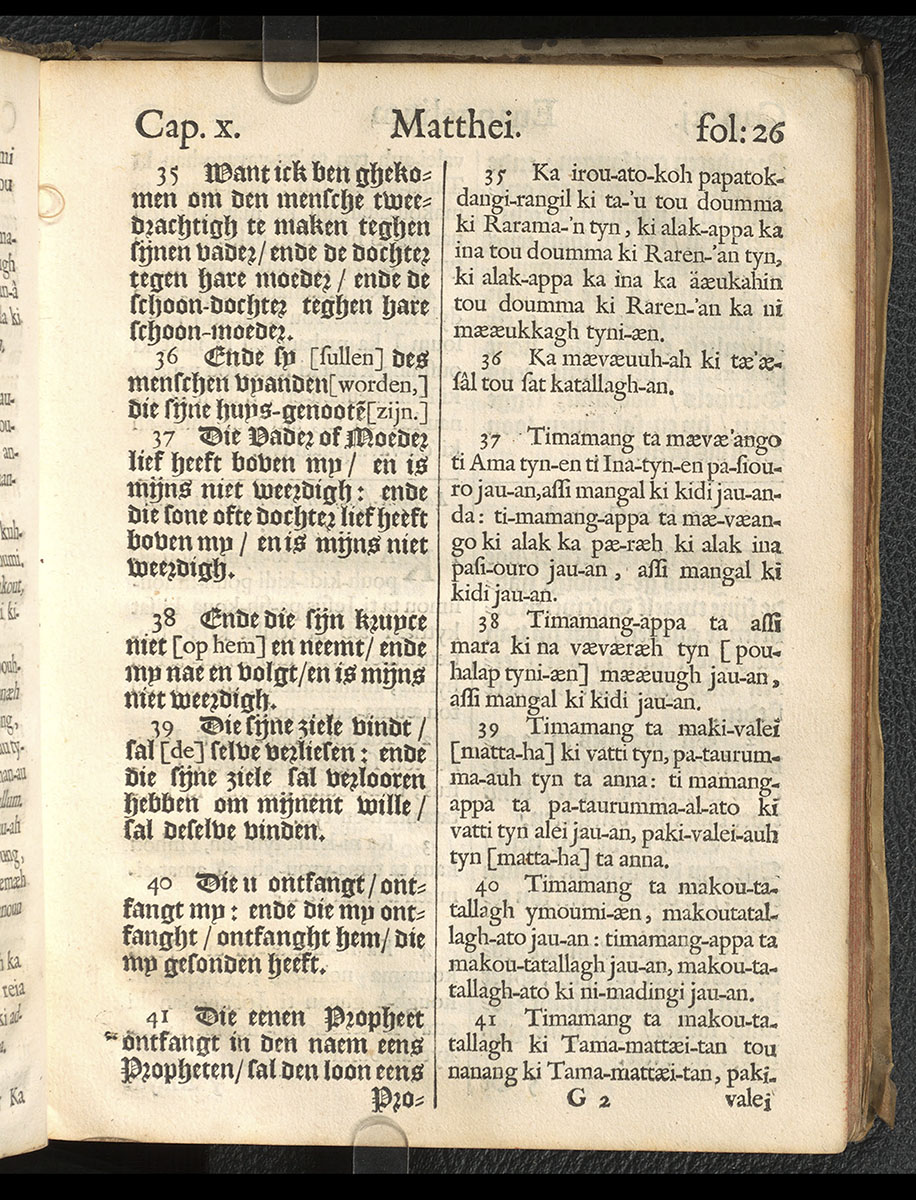 Cap. x. Matthei. fol: 26
35 Want ick ben gheko-
men om den mensche twee-
drachtigh te maken teghen
sijnen vader/ ende de dochter
tegen hare moeder / ende de
schoon-dochter teghen hare
schoon-moeder.
36 Ende sy [sullen] des
menschen vyanden[worden,]
die sijne huys-genootē[zijn.]
37 Die Vader of Moeder
lief heeft boven my/ en is
mijns niet weerdigh: ende
die sone ofte dochter lief heeft
boven my / en is mijns niet
weerdigh.
38 Ende die sijn kruyce
niet [op hem] en neemt/ ende
my nae en volgt/en is mijns
niet weerdigh.
39 Die sijne ziele vindt /
sal [de] selve verliesen: ende
die sijne ziele sal verlooren
hebben om mijnent wille/
sal deselve vinden.
40 Die u ontfangt/ont-
fangt my: ende die my ont-
fanght / ontfanght hem/ die
my gesonden heeft.
41 Die eenen Propheet
ontfangt in den naem eens
Propheten/ sal den loon eens
Pro-
35 Ka irou-ato-koh papatok-
dangi-rangil ki ta-'u tou doumma
ki Rarama-'n tyn, ki alak-appa ka
ina tou doumma ki Raren-'an tyn,
ki alak-appa ka ina ka äæukahin
tou doumma ki Raren-'an ka ni
mææukkagh tyni-æn.
36 Ka mævæuuh-ah ki tæ'æ-
ſâl tou ſat katallagh-an.
37 Timamang ta mævæ'ango
ti Ama tyn-en ti Ina-tyn-en pa-ſiou-
ro jau-an,aſſi mangal ki kidi jau-an-
da: ti-mamang-appa ta mæ-væan-
go ki alak ka pæ-ræh ki alak ina
paſi-ouro jau-an, aſſi mangal ki
kidi jau-an.
38 Timamang-appa ta aſſi
mara ki na væværæh tyn [pou-
halap tyni-æn] mææuugh jau-an,
aſſi mangal ki kidi jau-an.
39 Timamang ta maki-valei
[matta-ha] ki vatti tyn, pa-taurum-
ma-auh tyn ta anna: ti mamang-
appa ta pa-taurumma-al-ato ki
vatti tyn alei jau-an, paki-valei-auh
tyn [matta-ha] ta anna.
40 Timamang ta makou-ta-
tallagh ymoumi-æn, makoutatal-
lagh-ato jau-an: timamang-appa ta
makou-tatallagh jau-an, makou-ta-
tallagh-ato ki ni-madingi jau-an.
41 Timamang ta makou-ta-
tallagh ki Tama-mattæi-tan tou
nanang ki Tama-mattæi-tan, paki-
G 2 valei